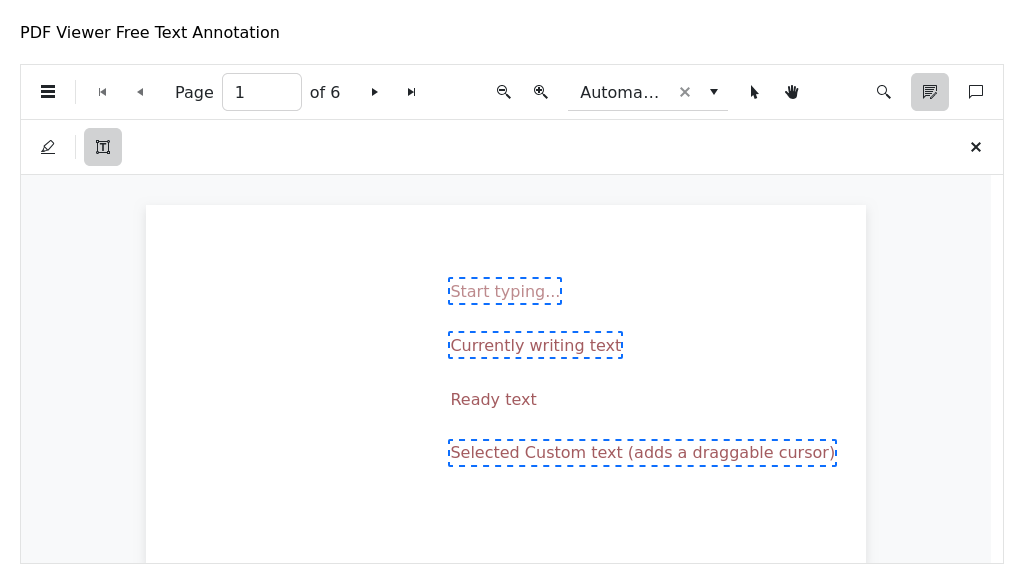 PDF Viewer Free Text Annotation
Page 1 of 6 Automa...
T
Start typing...
Currently writing text
Ready text
Selected Custom text (adds a draggable cursor)